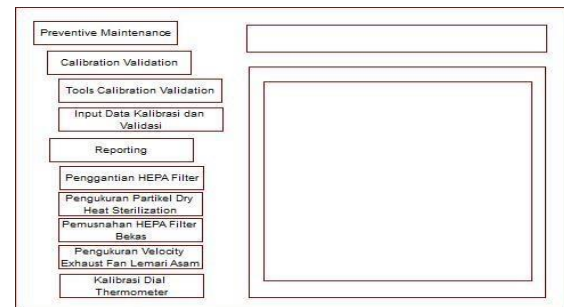 Preventive Maintenance
Calibration Validation
Tools Calibration Validation
Input Data Kalibrasi dan
Validasi
Reporting
Penggantian HEPA Filter
Pengukuran Partikel Dry
Heat Sterilization
Pemusnahan HEPA Filter
Bekas
Pengukuran Velocity
Exhaust Fan Lemari Asam
Kalibrasi Dial
Thermometer